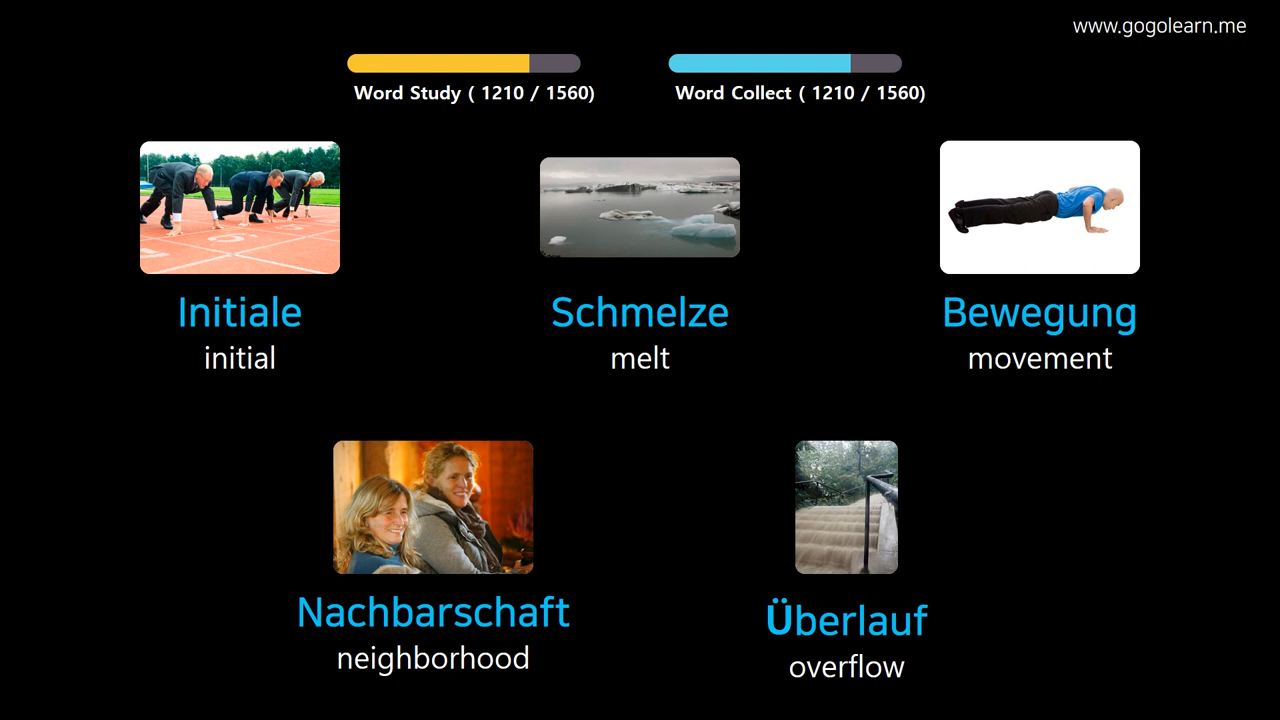 www.gogolearn.me
Word Study ( 1210 / 1560)
Word Collect ( 1210 / 1560)
Initiale
initial
Schmelze
melt
Bewegung
movement
Nachbarschaft
neighborhood
Überlauf
overflow